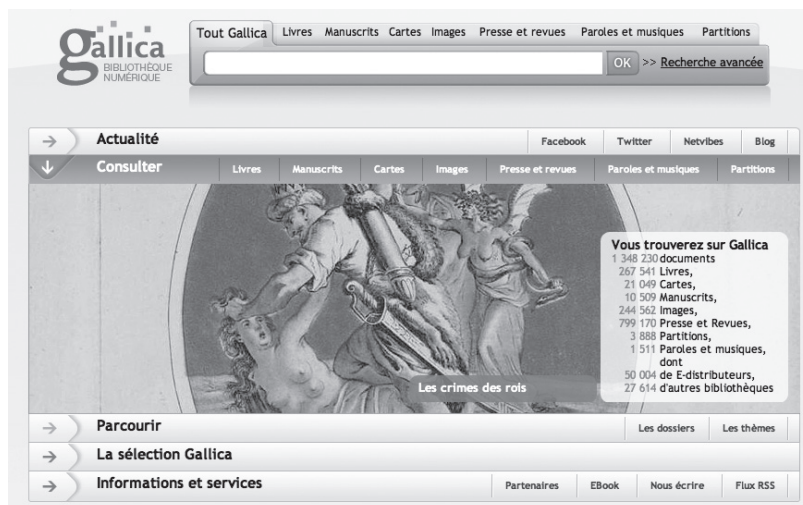 gallica
BIBLIOTHÈQUE
NUMÉRIQUE
Tout Gallica Livres Manuscrits Cartes Images Presse et revues Paroles et musiques Partitions
OK >> Recherche avancée
Actualité Facebook Twitter Netvibes Blog
Consulter Livres Manuscrits Cartes Images Presse et revues Paroles et musiques Partitions
Vous trouverez sur Gallica
1 348 230 documents
267 541 Livres,
21 049 Cartes,
10 509 Manuscrits,
244 562 Images,
799 170 Presse et Revues,
3 888 Partitions,
1 511 Paroles et musiques,
dont
50 004 de E-distributeurs,
27 614 d'autres bibliothèques
Les crimes des rois
Parcourir Les dossiers Les thèmes
La sélection Gallica
Informations et services Partenaires EBook Nous écrire Flux RSS